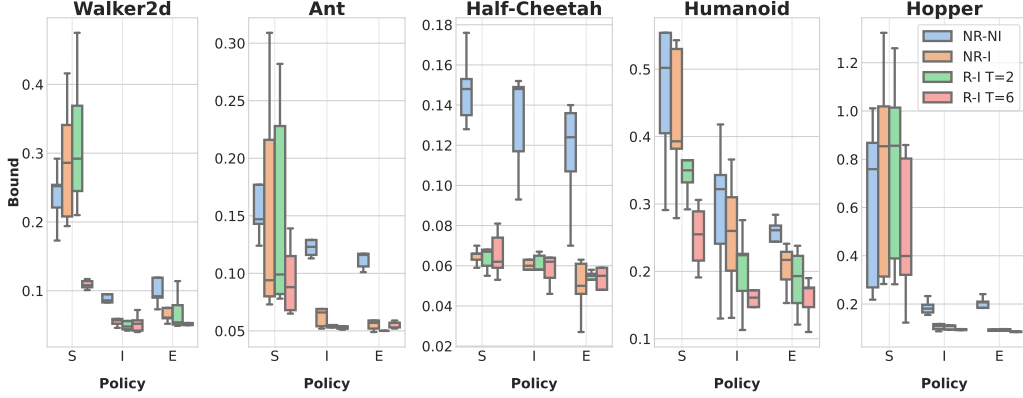 Walker2d
Ant
Half-Cheetah
Humanoid
Hopper
Bound
0.4
0.3
0.2
0.1
S I E
Policy
0.30
0.25
0.20
0.15
0.10
0.05
S I E
Policy
0.18
0.16
0.14
0.12
0.10
0.08
0.06
0.04
0.02
S I E
Policy
0.5
0.4
0.3
0.2
0.1
S I E
Policy
1.2
1.0
0.8
0.6
0.4
0.2
S I E
Policy
NR-NI
NR-I
R-I T=2
R-I T=6